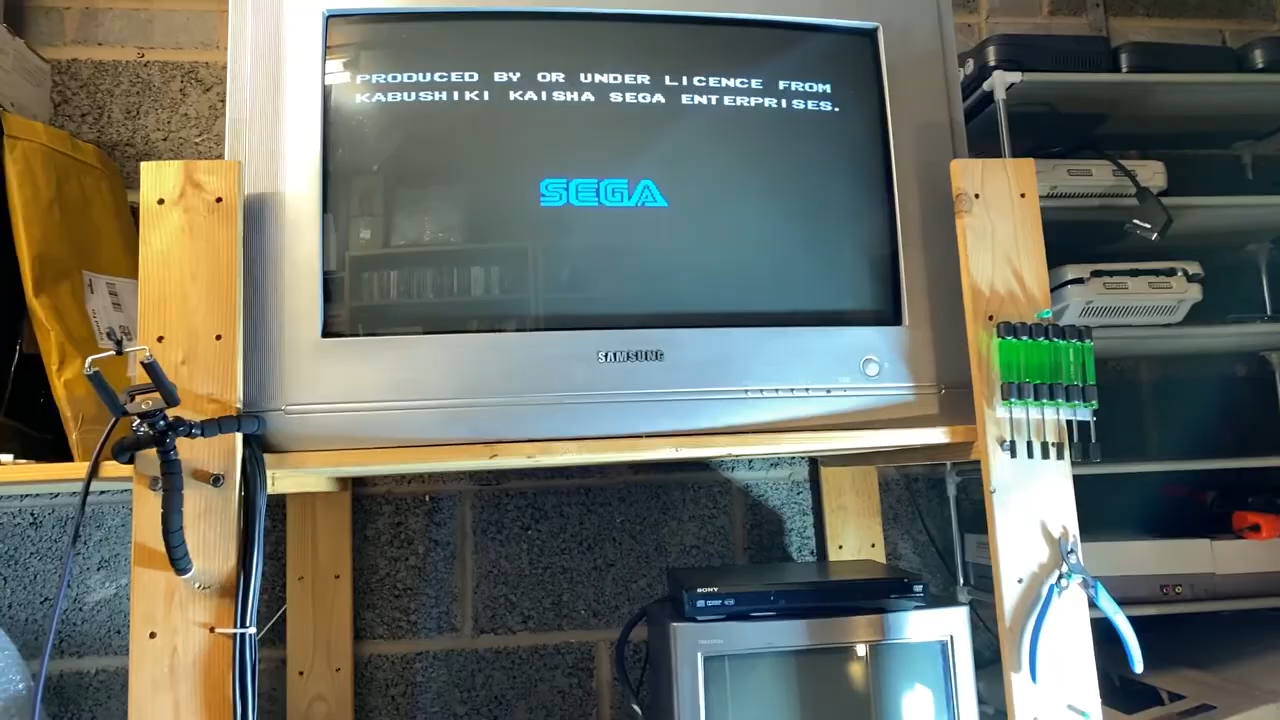 PRODUCED BY OR UNDER LICENCE FROM
KABUSHIKI KAISHA SEGA ENTERPRISES.
SEGA
SAMSUNG
SONY